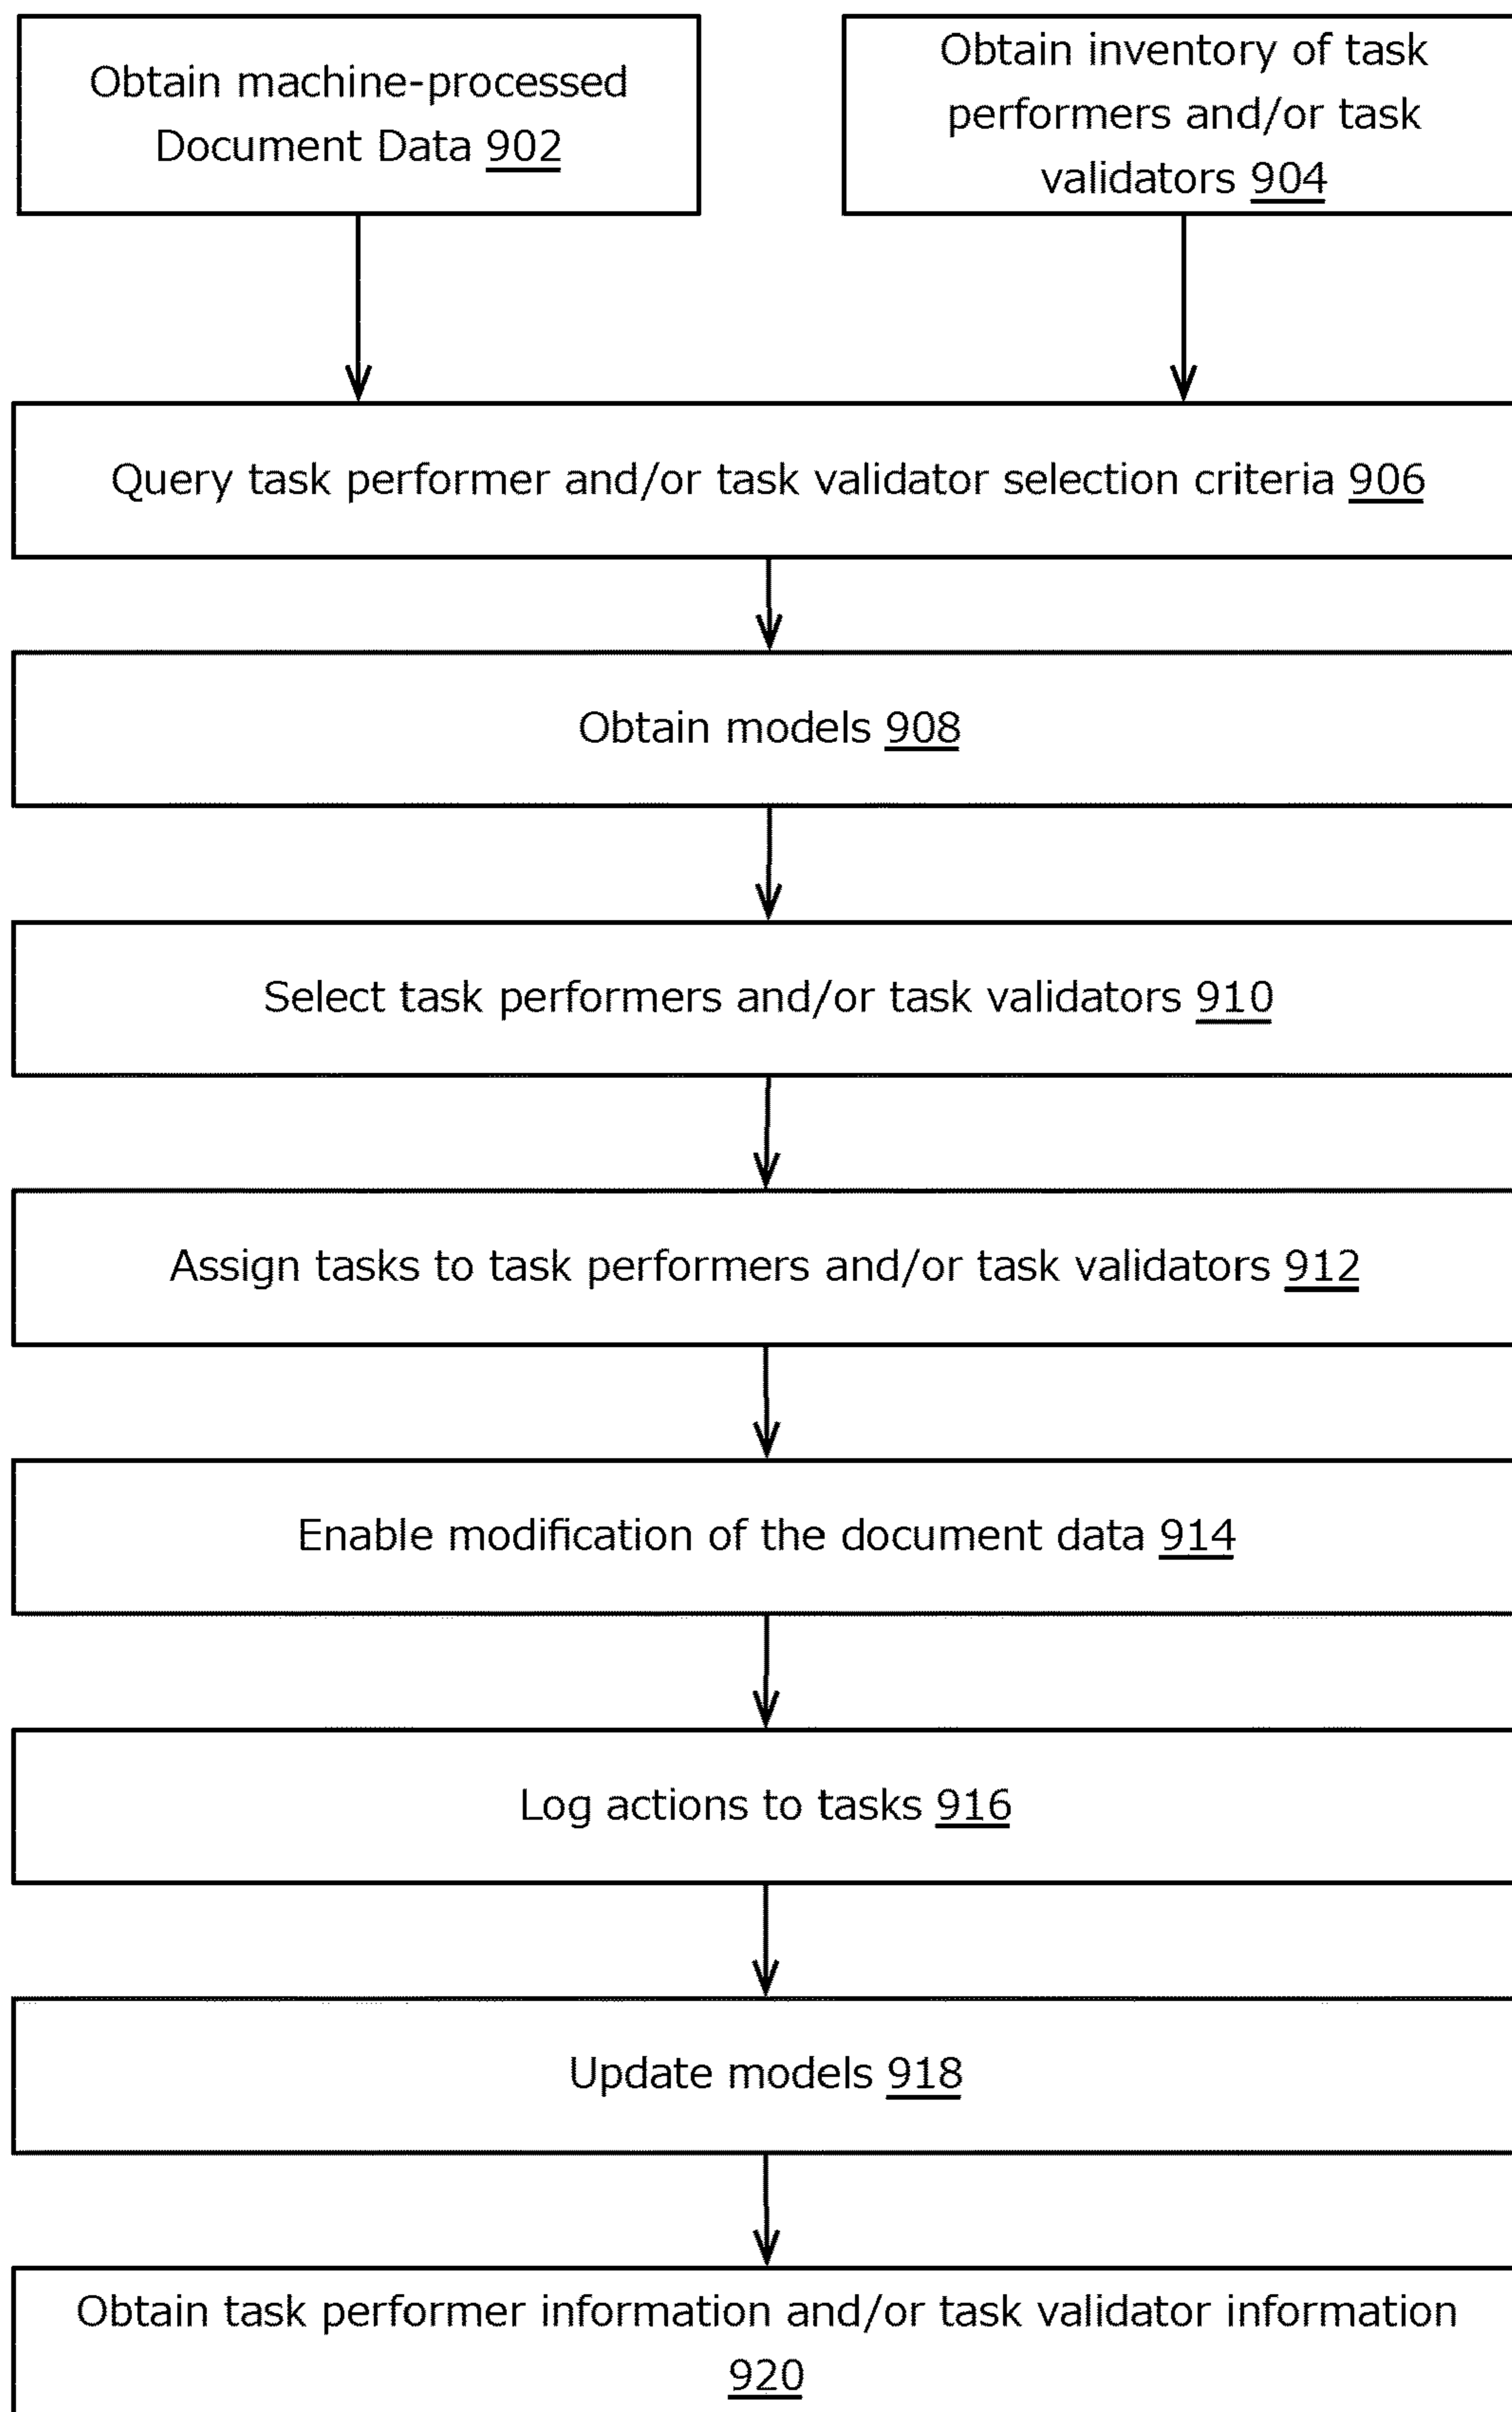 Obtain machine-processed
Document Data 902
Obtain inventory of task
performers and/or task
validators 904
Query task performer and/or task validator selection criteria 906
Obtain models 908
Select task performers and/or task validators 910
Assign tasks to task performers and/or task validators 912
Enable modification of the document data 914
Log actions to tasks 916
Update models 918
Obtain task performer information and/or task validator information
920